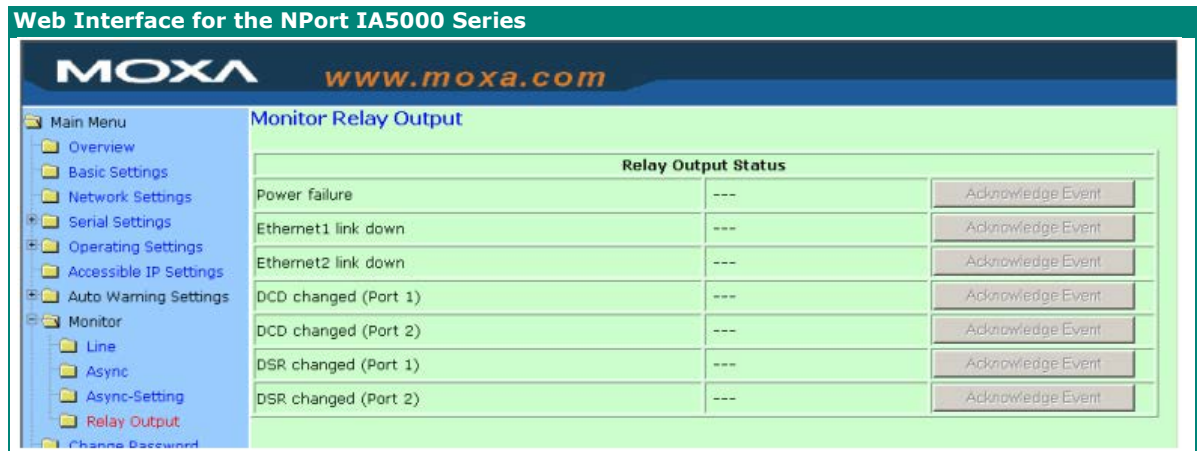 Web Interface for the NPort IA5000 Series
MOXA www.moxa.com
Main Menu
Overview
Basic Settings
Network Settings
Serial Settings
Operating Settings
Accessible IP Settings
Auto Warning Settings
Monitor
Line
Async
Async-Setting
Relay Output
Change Password
Monitor Relay Output
Relay Output Status
Power failure --- Acknowledge Event
Ethernet1 link down --- Acknowledge Event
Ethernet2 link down --- Acknowledge Event
DCD changed (Port 1) --- Acknowledge Event
DCD changed (Port 2) --- Acknowledge Event
DSR changed (Port 1) --- Acknowledge Event
DSR changed (Port 2) --- Acknowledge Event